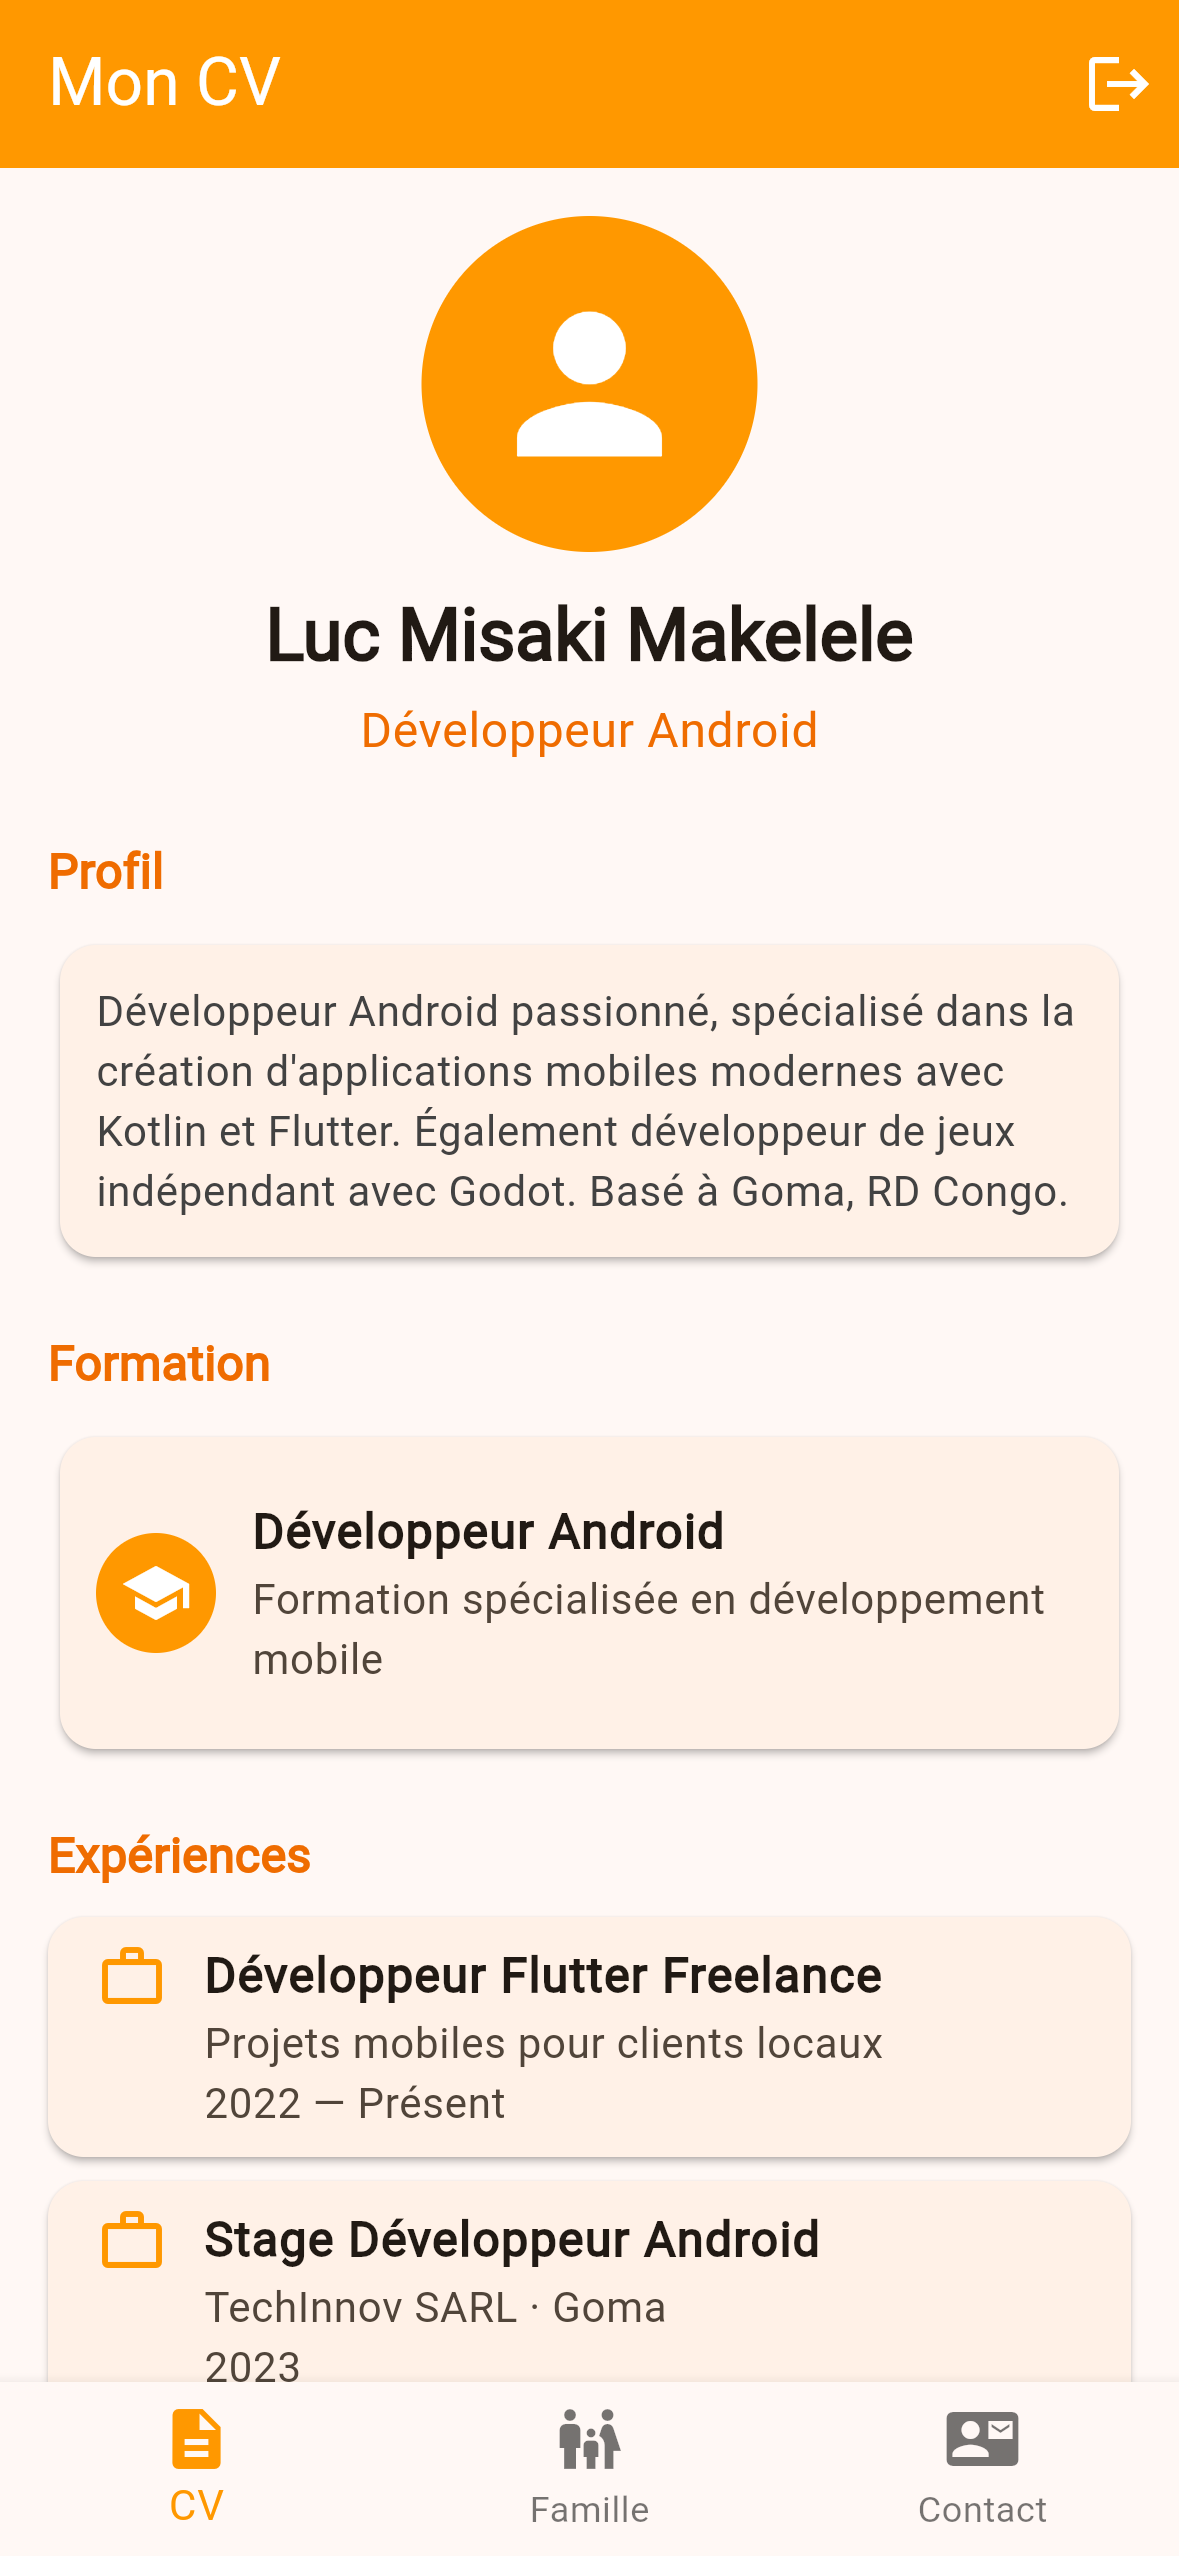 Mon CV
Luc Misaki Makelele
Développeur Android
Profil
Développeur Android passionné, spécialisé dans la
création d'applications mobiles modernes avec
Kotlin et Flutter. Également développeur de jeux
indépendant avec Godot. Basé à Goma, RD Congo.
Formation
Développeur Android
Formation spécialisée en développement
mobile
Expériences
Développeur Flutter Freelance
Projets mobiles pour clients locaux
2022 — Présent
Stage Développeur Android
TechInnov SARL · Goma
2023
CV
Famille
Contact